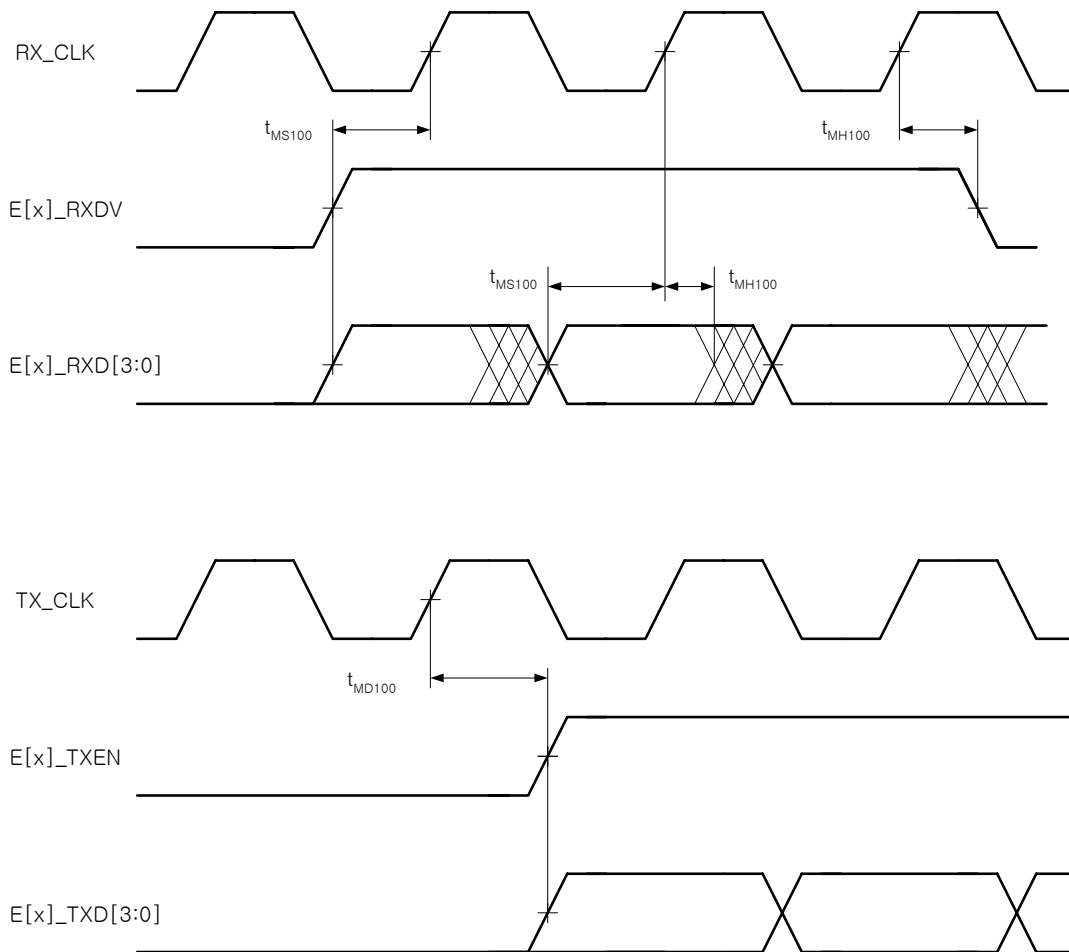 RX_CLK
tMS100
tMH100
E[x]_RXDV
tMS100
tMH100
E[x]_RXD[3:0]
TX_CLK
tMD100
E[x]_TXEN
E[x]_TXD[3:0]